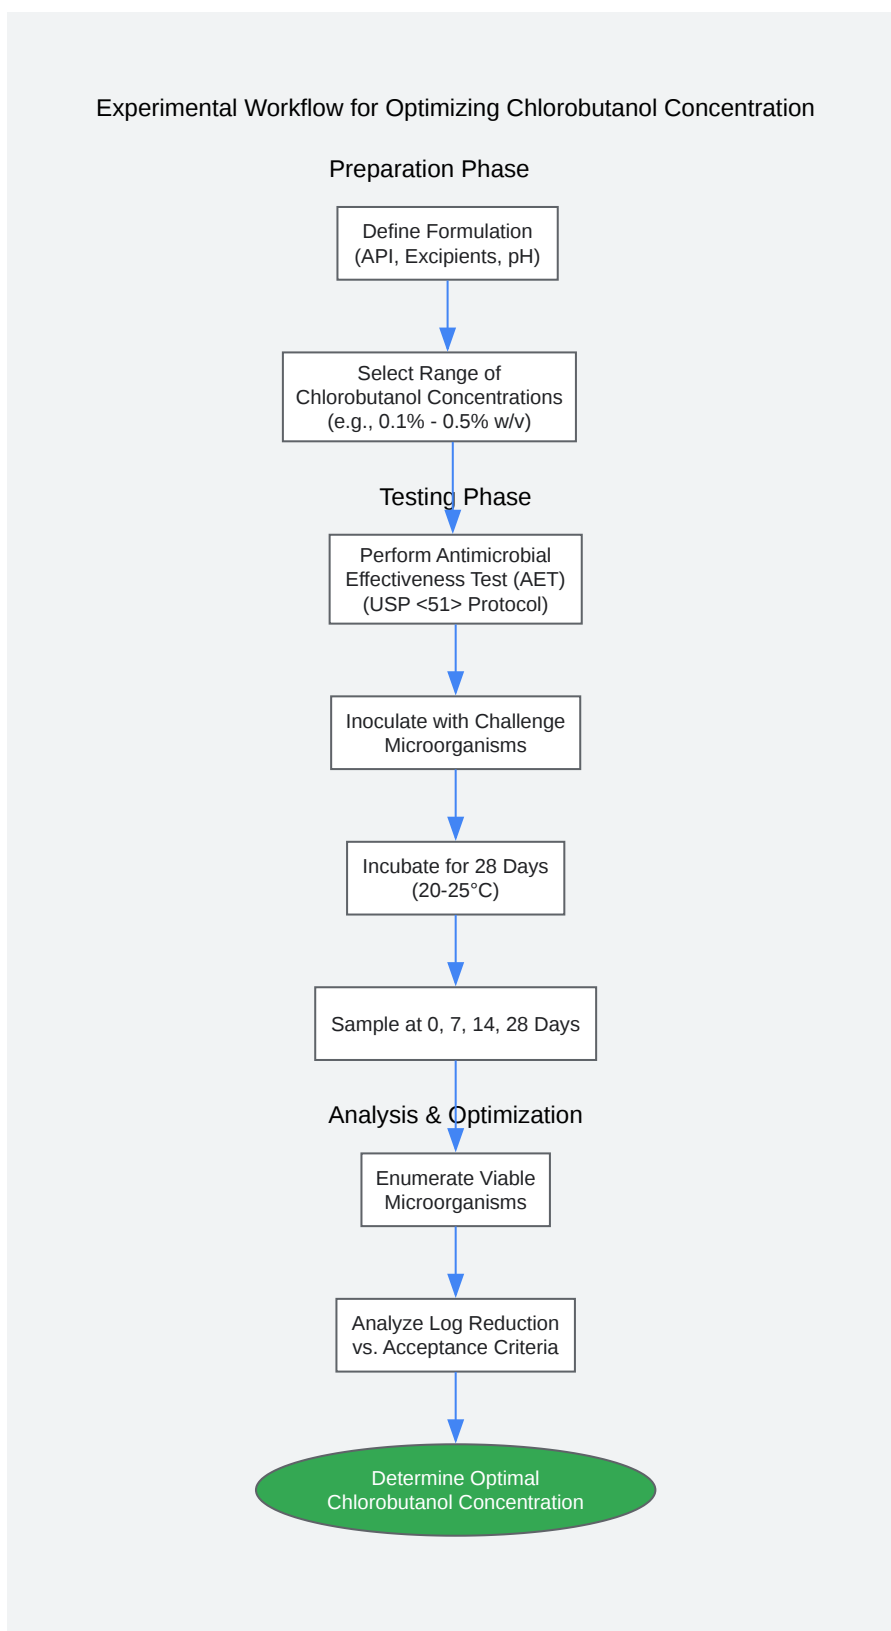 Experimental Workflow for Optimizing Chlorobutanol Concentration
Preparation Phase
Define Formulation
(API, Excipients, pH)
Select Range of
Chlorobutanol Concentrations
(e.g., 0.1% - 0.5% w/v)
Testing Phase
Perform Antimicrobial
Effectiveness Test (AET)
(USP <51> Protocol)
Inoculate with Challenge
Microorganisms
Incubate for 28 Days
(20-25°C)
Sample at 0, 7, 14, 28 Days
Analysis & Optimization
Enumerate Viable
Microorganisms
Analyze Log Reduction
vs. Acceptance Criteria
Determine Optimal
Chlorobutanol Concentration